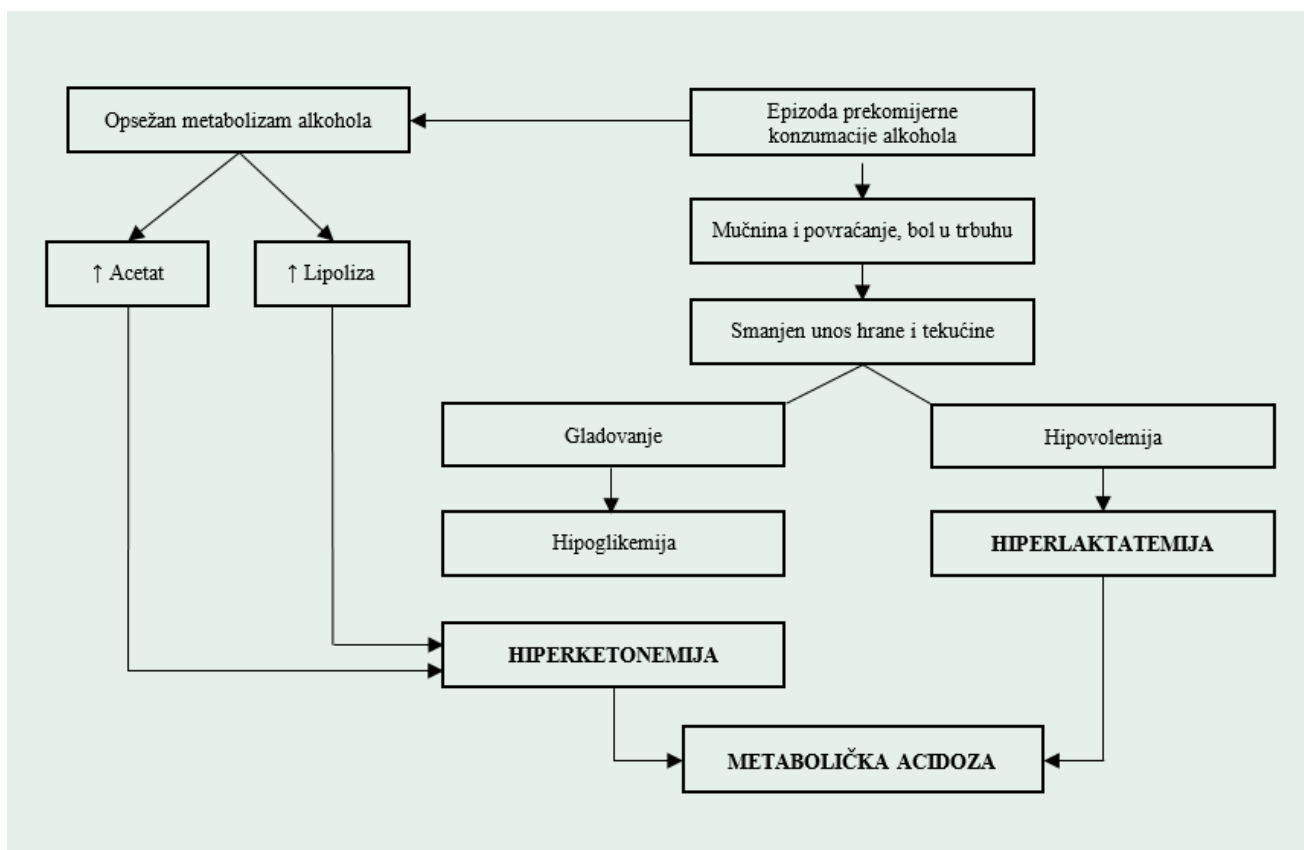 Opsežan metabolizam alkohola
Epizoda prekomijerne
konzumacije alkohola
Mučnina i povraćanje, bol u trbuhu
↑ Acetat
↑ Lipoliza
Smanjen unos hrane i tekućine
Gladovanje
Hipovolemija
Hipoglikemija
HIPERLAKTATEMIJA
HIPERKETONEMIJA
METABOLIČKA ACIDOZA